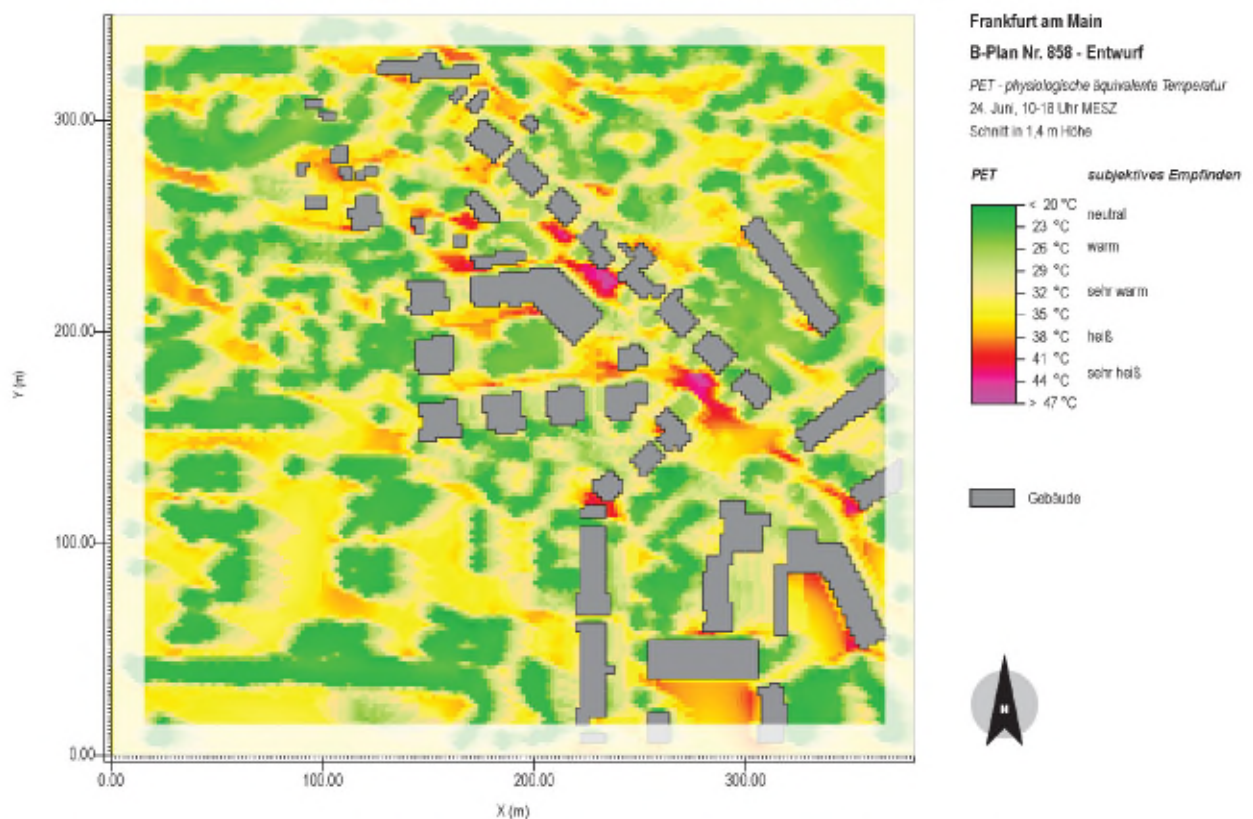 Frankfurt am Main
B-Plan Nr. 858 - Entwurf
PET - physiologische äquivalente Temperatur
24. Juni, 10-18 Uhr MESZ
Schnitt in 1,4 m Höhe
PET subjektives Empfinden
< 20 °C
neutral
23 °C
26 °C warm
29 °C
32 °C sehr warm
35 °C
38 °C heiß
41 °C
sehr heiß
44 °C
> 47 °C
Gebäude
N
300.00
200.00
100.00
0.00
Y (m)
0.00 100.00 200.00 300.00
X (m)